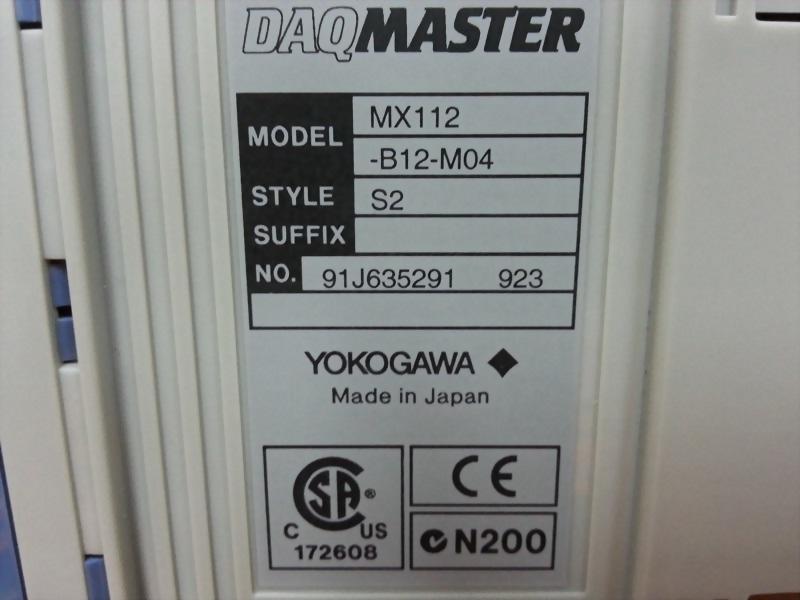 DAQMASTER
MODEL MX112
-B12-M04
STYLE S2
SUFFIX
NO. 91J635291 923
YOKOGAWA ◆
Made in Japan
CSA ®
C US
172608
CE
N200